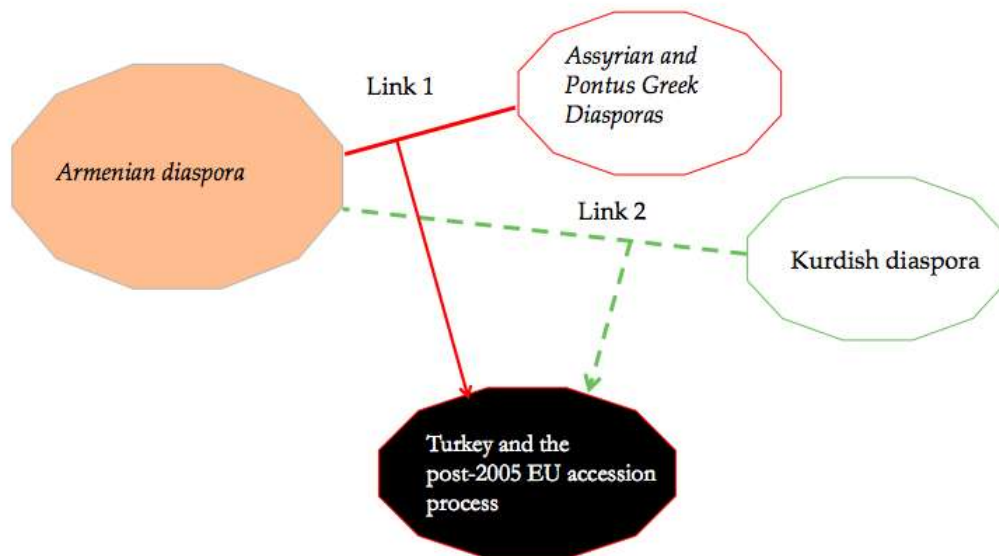 Link 1
Assyrian and
Pontus Greek
Diasporas
Armenian diaspora
Link 2
Kurdish diaspora
Turkey and the
post-2005 EU accession
process